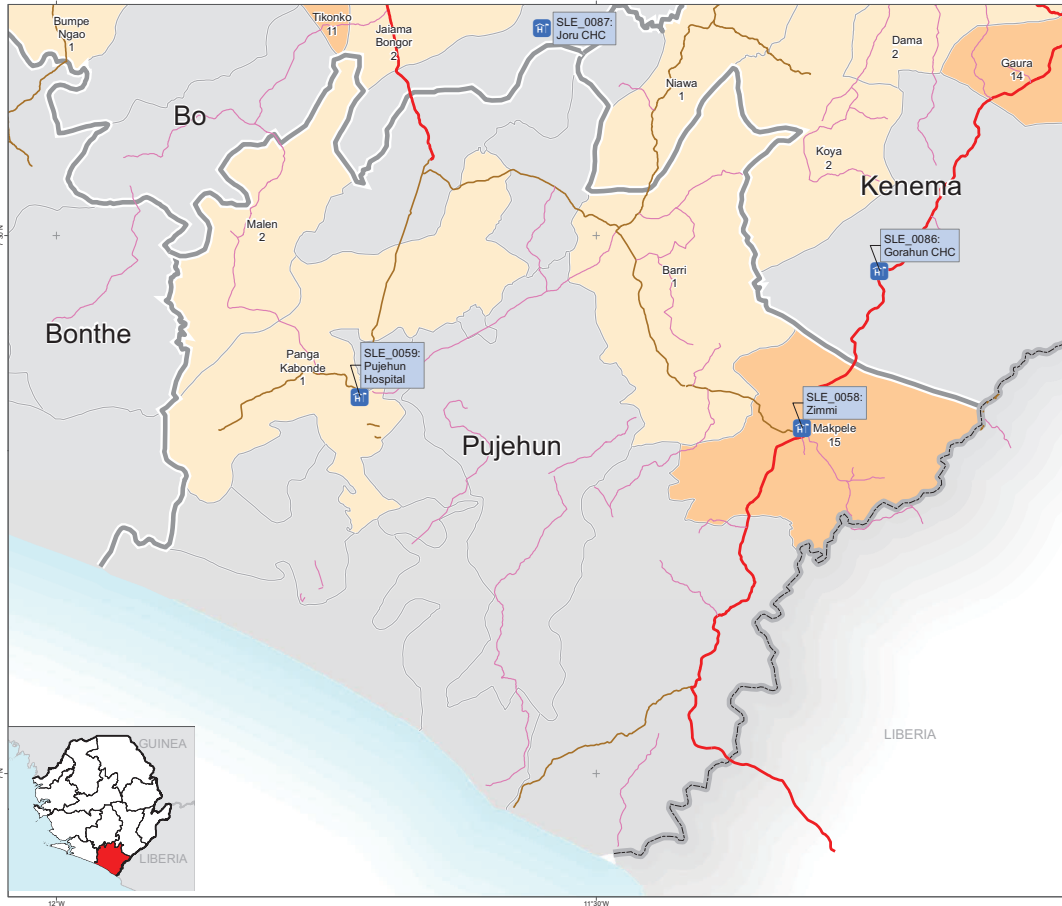 Bumpe
Ngao
1
Tikonko
11
Jaiama
Bongor
2
SLE_0087:
Joru CHC
Dama
2
Gaura
14
Niawa
1
Bo
Koya
2
Kenema
Malen
2
SLE_0086:
Gorahun CHC
Barri
1
Bonthe
Panga
Kabonde
1
SLE_0059:
Pujehun
Hospital
SLE_0058:
Zimmi
Makpele
15
Pujehun
LIBERIA
GUINEA
LIBERIA
12°W
11°30'W